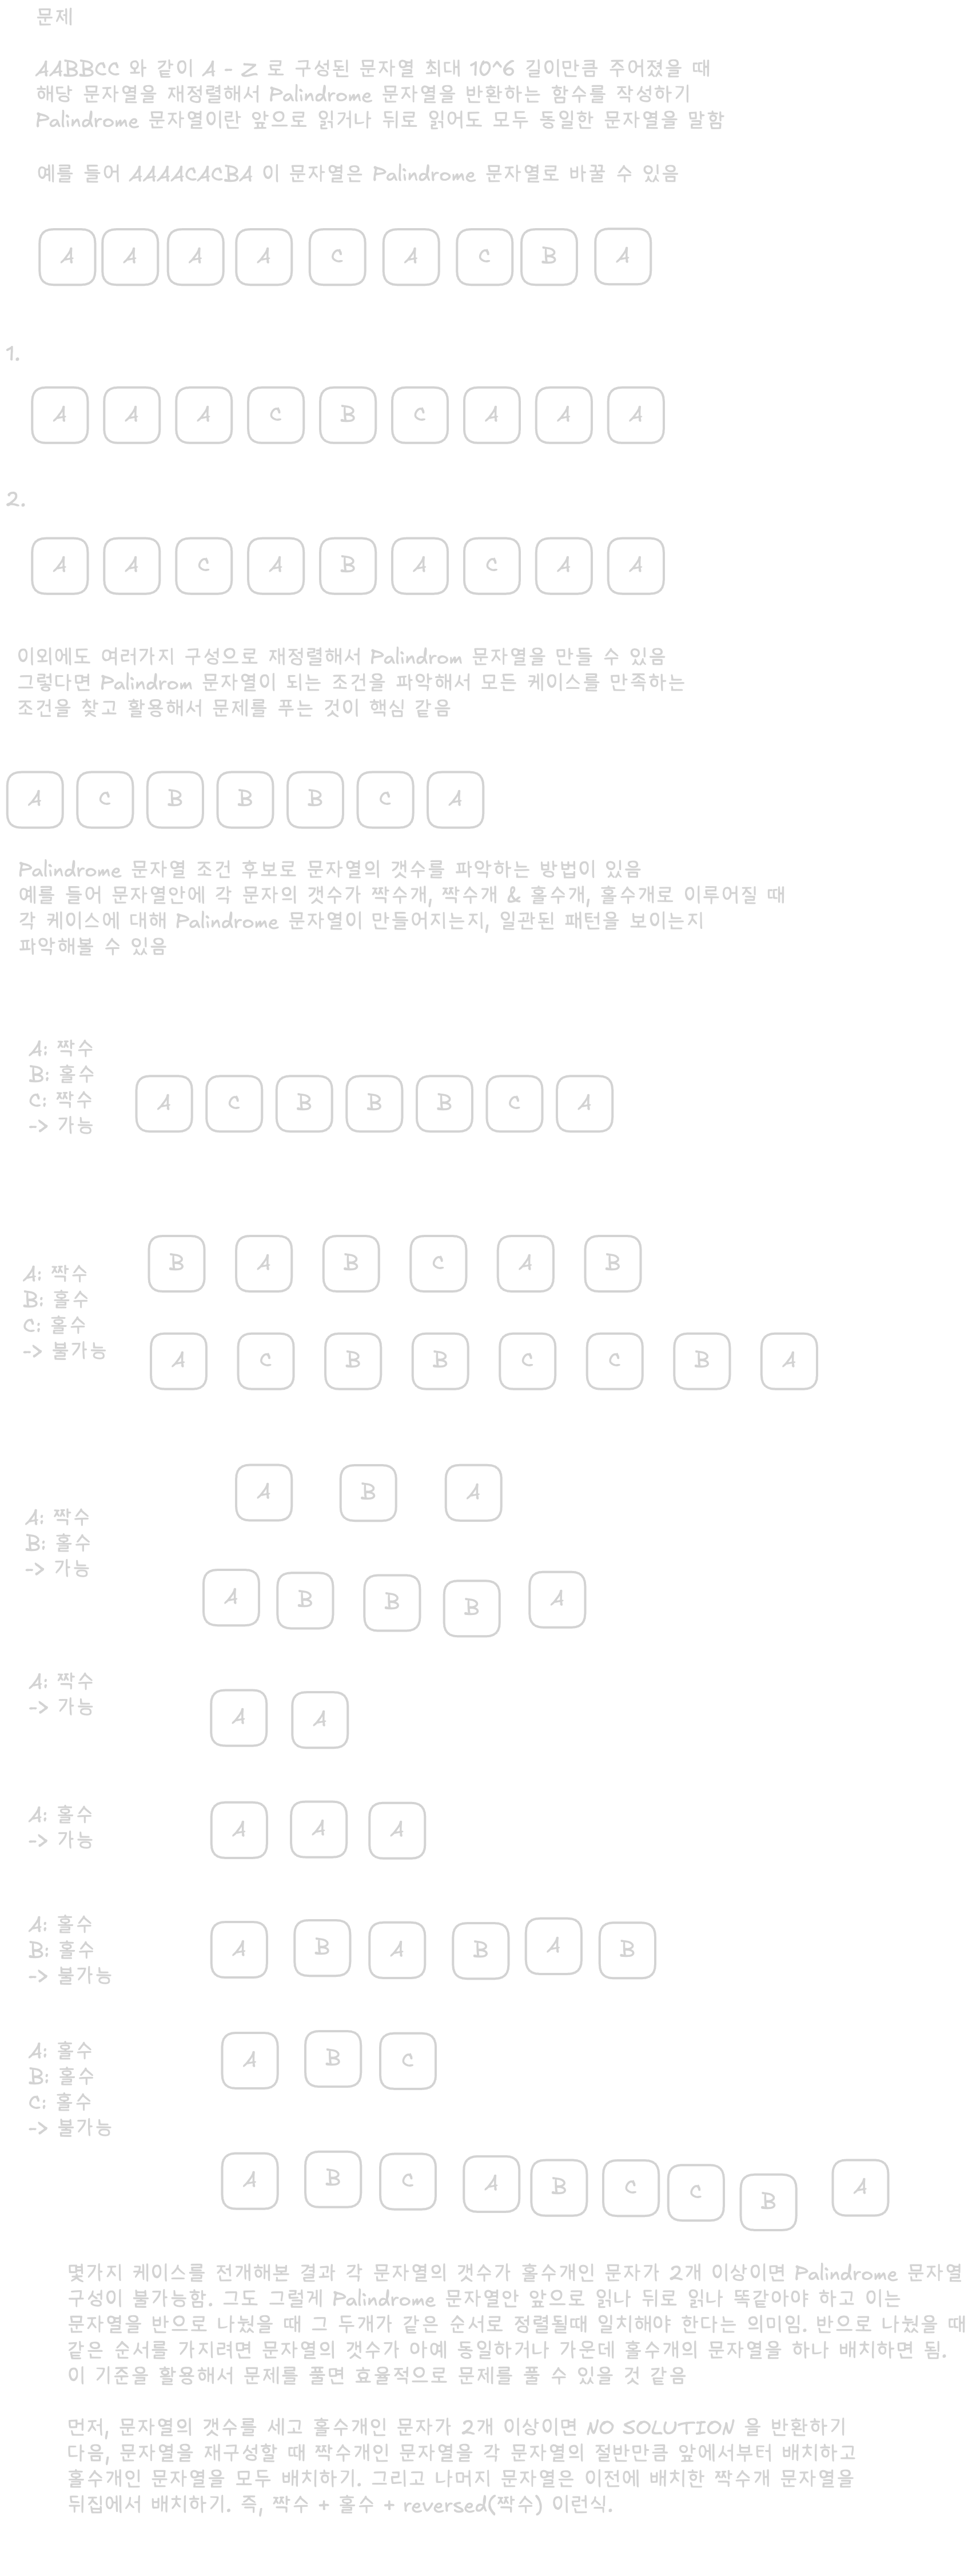 문제
AABBCC 와 같이 A - Z 로 구성된 문자열 최대 10^6 길이만큼 주어졌을 때
해당 문자열을 재정렬해서 Palindrome 문자열을 반환하는 함수를 작성하기
Palindrome 문자열이란 앞으로 읽거나 뒤로 읽어도 모두 동일한 문자열을 말함
예를 들어 AAAACACBA 이 문자열은 Palindrome 문자열로 바꿀 수 있음
A A A A C A C B A
1.
A A A C B C A A A
2.
A A C A B A C A A
이외에도 여러가지 구성으로 재정렬해서 Palindrom 문자열을 만들 수 있음
그렇다면 Palindrom 문자열이 되는 조건을 파악해서 모든 케이스를 만족하는
조건을 찾고 활용해서 문제를 푸는 것이 핵심 같음
A C B B B C A
Palindrome 문자열 조건 후보로 문자열의 갯수를 파악하는 방법이 있음
예를 들어 문자열안에 각 문자의 갯수가 짝수개, 짝수개 & 홀수개, 홀수개로 이루어질 때
각 케이스에 대해 Palindrome 문자열이 만들어지는지, 일관된 패턴을 보이는지
파악해볼 수 있음
A: 짝수
B: 홀수
C: 짝수
-> 가능
A C B B B C A
B A B C A B
A: 짝수
B: 홀수
C: 홀수
-> 불가능
A C B B C C B A
A B A
A: 짝수
B: 홀수
-> 가능
A B B B A
A: 짝수
-> 가능
A A
A: 홀수
-> 가능
A A A
A: 홀수
B: 홀수
-> 불가능
A B A B A B
A: 홀수
B: 홀수
C: 홀수
-> 불가능
A B C
A B C A B C C B A
몇가지 케이스를 전개해본 결과 각 문자열의 갯수가 홀수개인 문자가 2개 이상이면 Palindrome 문자열
구성이 불가능함. 그도 그럴게 Palindrome 문자열안 앞으로 읽나 뒤로 읽나 똑같아야 하고 이는
문자열을 반으로 나눴을 때 그 두개가 같은 순서로 정렬될때 일치해야 한다는 의미임. 반으로 나눴을 때
같은 순서를 가지려면 문자열의 갯수가 아예 동일하거나 가운데 홀수개의 문자열을 하나 배치하면 됨.
이 기준을 활용해서 문제를 풀면 효율적으로 문제를 풀 수 있을 것 같음
먼저, 문자열의 갯수를 세고 홀수개인 문자가 2개 이상이면 NO SOLUTION 을 반환하기
다음, 문자열을 재구성할 때 짝수개인 문자열을 각 문자열의 절반만큼 앞에서부터 배치하고
홀수개인 문자열을 모두 배치하기. 그리고 나머지 문자열은 이전에 배치한 짝수개 문자열을
뒤집에서 배치하기. 즉, 짝수 + 홀수 + reversed(짝수) 이런식.